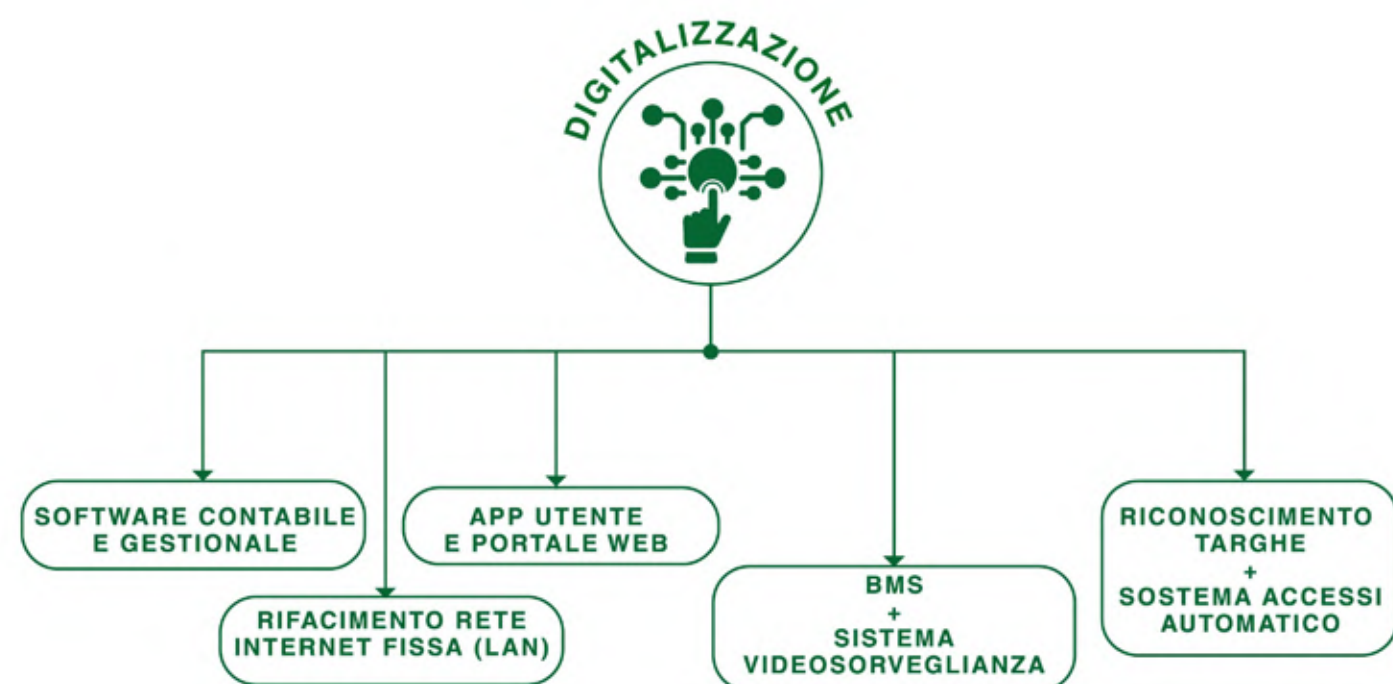 DIGITALIZZAZIONE
SOFTWARE CONTABILE
E GESTIONALE
RIFACIMENTO RETE
INTERNET FISSA (LAN)
APP UTENTE
E PORTALE WEB
BMS
+
SISTEMA
VIDEOSORVEGLIANZA
RICONOSCIMENTO
TARGHE
+
SOSTEMA ACCESSI
AUTOMATICO